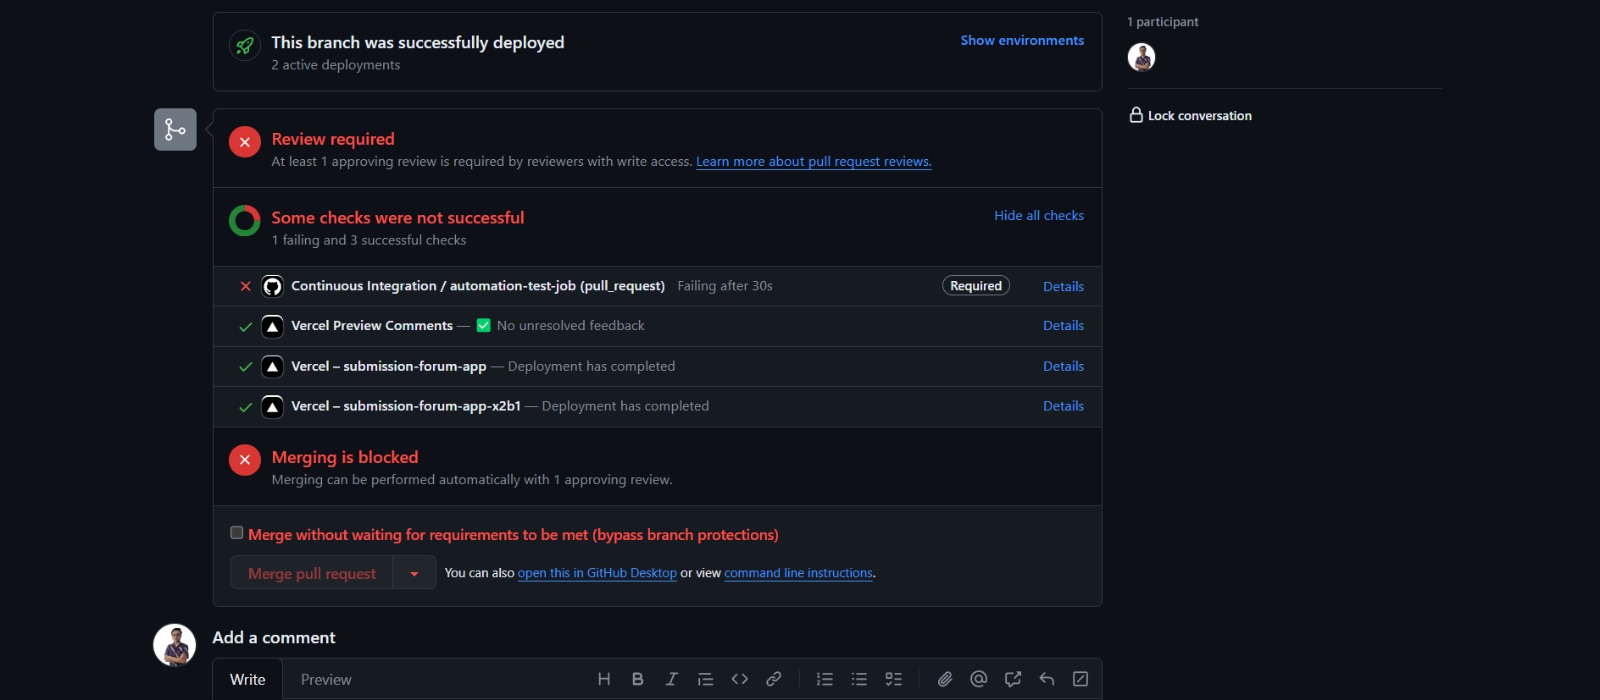 This branch was successfully deployed
Show environments
2 active deployments
1 participant
Lock conversation
Review required
At least 1 approving review is required by reviewers with write access. Learn more about pull request reviews.
Some checks were not successful
Hide all checks
1 failing and 3 successful checks
Continuous Integration / automation-test-job (pull_request) Failing after 30s Required Details
Vercel Preview Comments — ✅ No unresolved feedback Details
Vercel – submission-forum-app — Deployment has completed Details
Vercel – submission-forum-app-x2b1 — Deployment has completed Details
Merging is blocked
Merging can be performed automatically with 1 approving review.
Merge without waiting for requirements to be met (bypass branch protections)
Merge pull request You can also open this in GitHub Desktop or view command line instructions.
Add a comment
Write Preview H B I